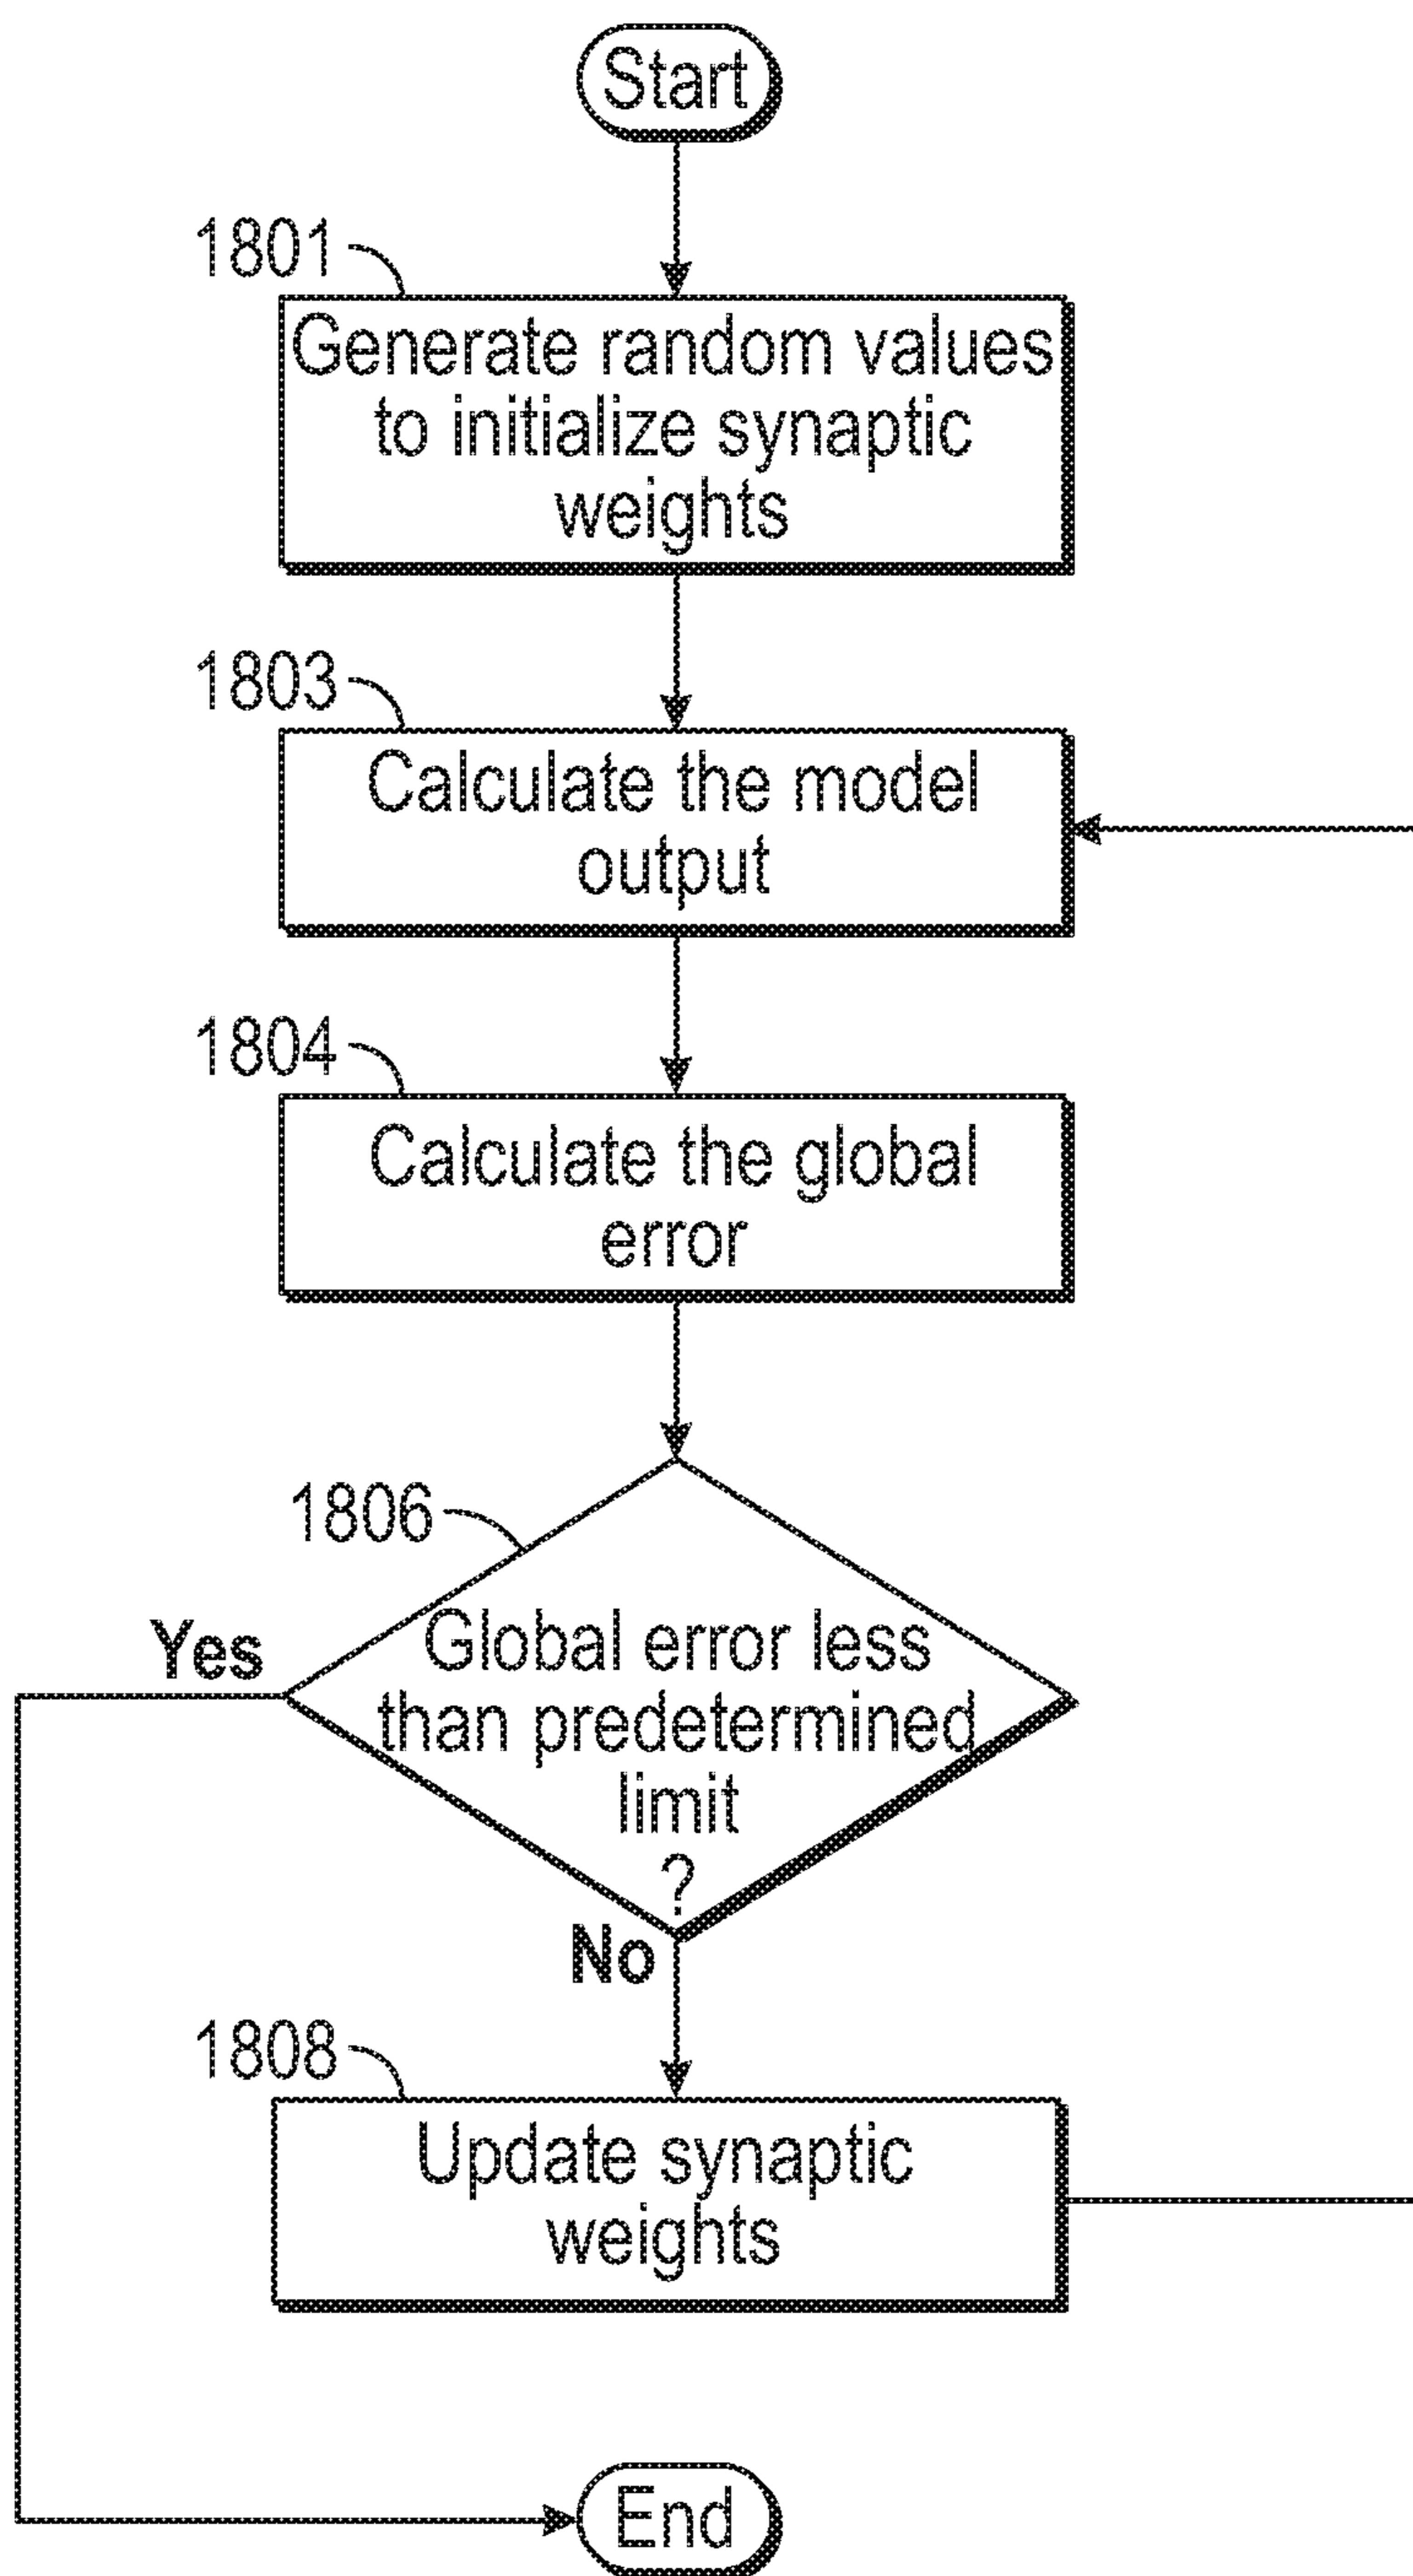 Start
1801
Generate random values
to initialize synaptic
weights
1803
Calculate the model
output
1804
Calculate the global
error
1806
Yes
Global error less
than predetermined
limit
?
No
1808
Update synaptic
weights
End